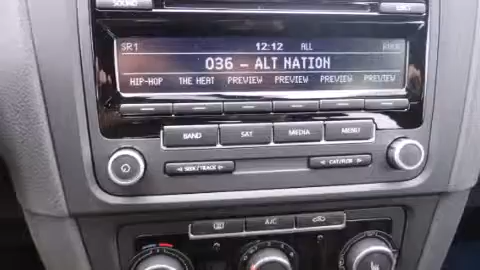 SOUND EJECT
SR1 12:12 ALL
036 - ALT NATION
HIP-HOP THE HEAT PREVIEW PREVIEW PREVIEW PREVIEW
BAND SAT MEDIA MENU
SEEK/TRACK CAT/FLDR
A/C